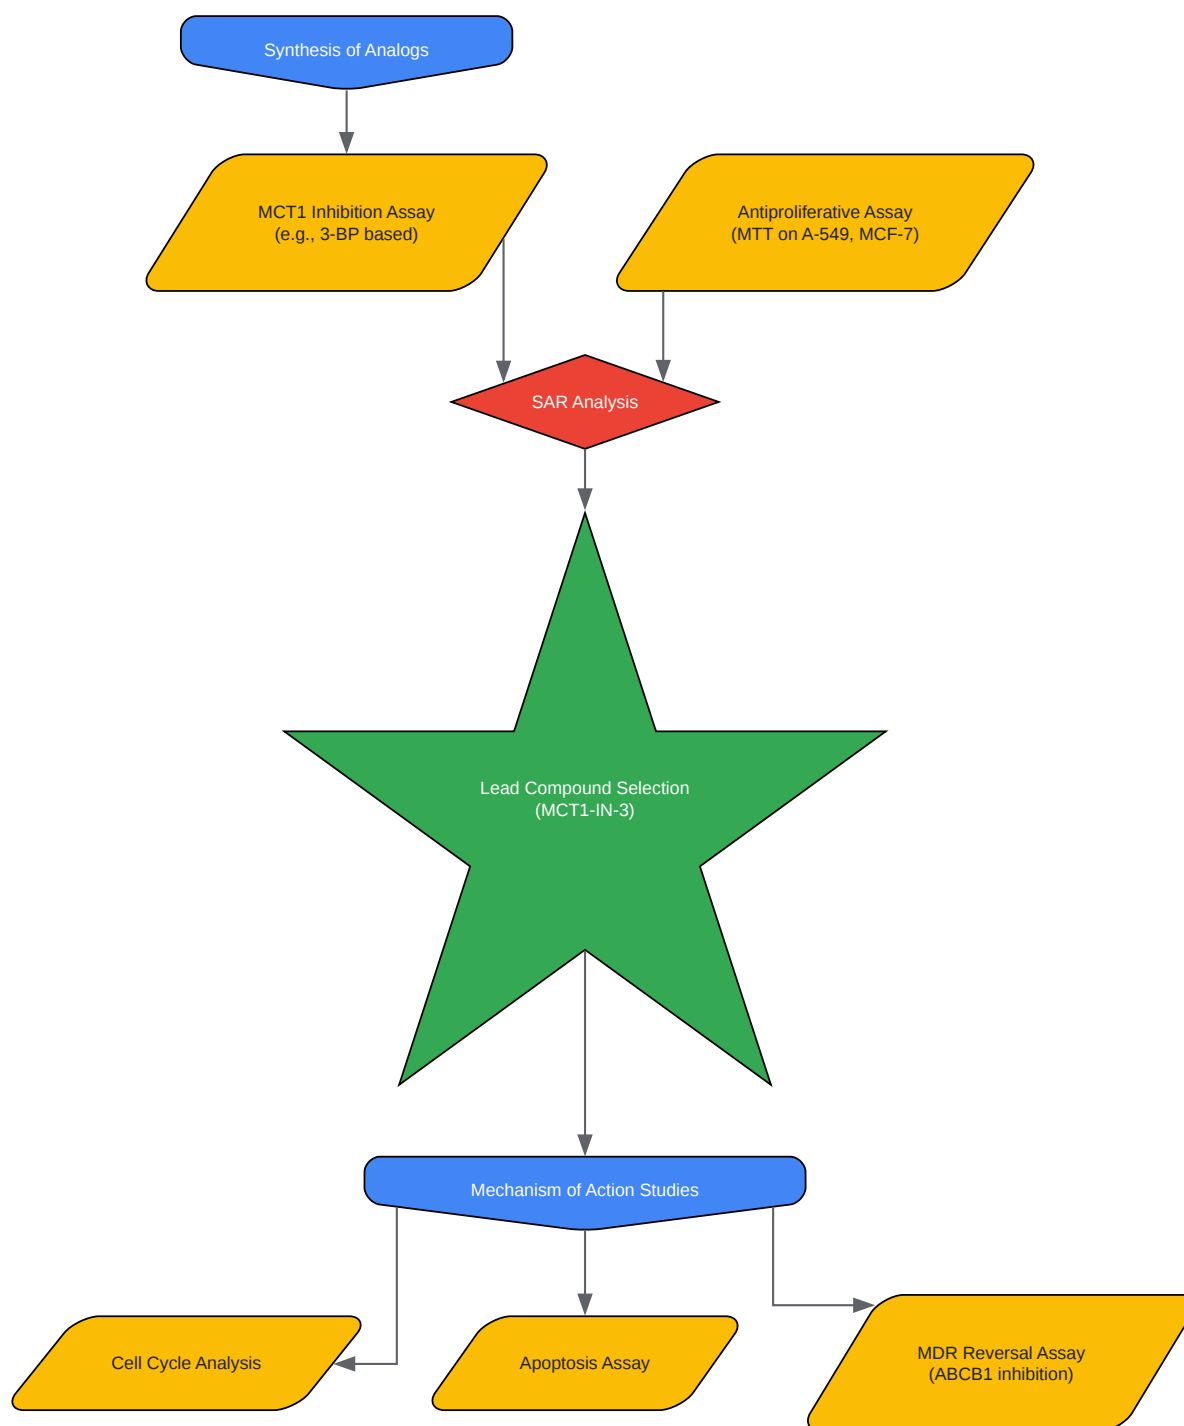 Synthesis of Analogs
MCT1 Inhibition Assay
(e.g., 3-BP based)
Antiproliferative Assay
(MTT on A-549, MCF-7)
SAR Analysis
Lead Compound Selection
(MCT1-IN-3)
Mechanism of Action Studies
Cell Cycle Analysis
Apoptosis Assay
MDR Reversal Assay
(ABCB1 inhibition)